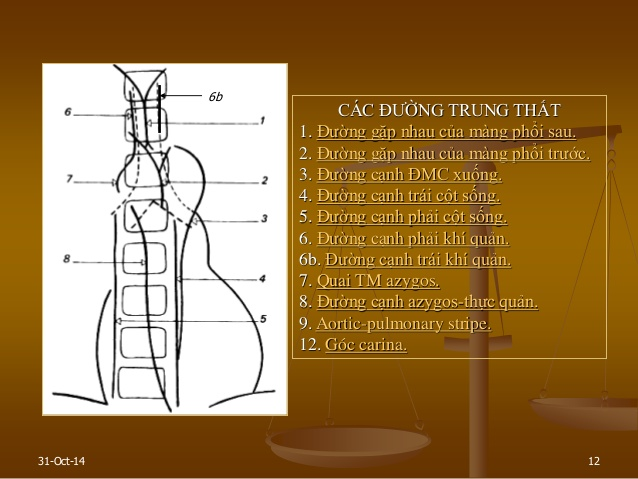 6b
6
1
7
2
3
8
4
5
CÁC ĐƯỜNG TRUNG THẤT
1. Đường gặp nhau của màng phổi sau.
2. Đường gặp nhau của màng phổi trước.
3. Đường cạnh ĐMC xuống.
4. Đường cạnh trái cột sống.
5. Đường cạnh phải cột sống.
6. Đường cạnh phải khí quản.
6b. Đường cạnh trái khí quản.
7. Quai TM azygos.
8. Đường cạnh azygos-thực quản.
9. Aortic-pulmonary stripe.
12. Góc carina.
31-Oct-14
12